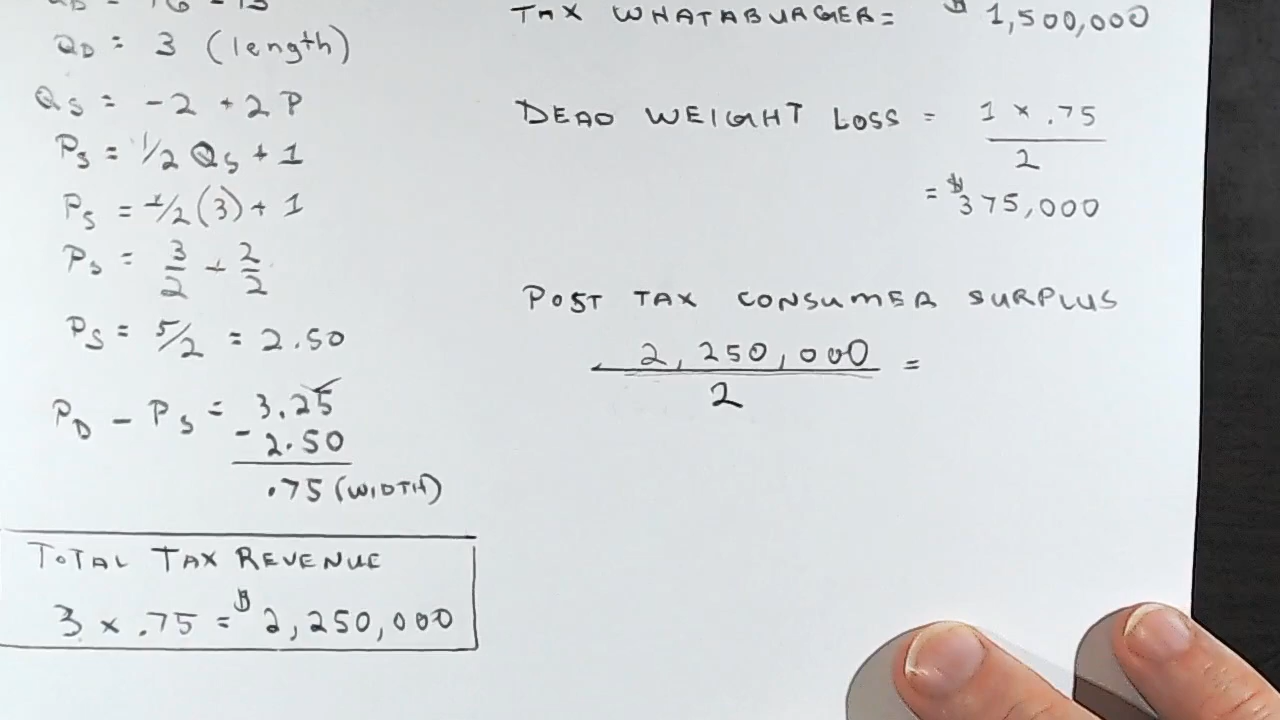 QD = 3 (length)
QS = -2 + 2P
PS = 1/2 QS + 1
PS = 1/2(3) + 1
PS = 3/2 + 2/2
PS = 5/2 = 2.50
PD - PS = 3.25
- 2.50
.75 (WIDTH)
TOTAL TAX REVENUE
3 x .75 = $2,250,000
TAX WHATABURGER = $1,500,000
DEAD WEIGHT LOSS = 1 x .75
2
= $375,000
POST TAX CONSUMER SURPLUS
2,250,000 =
2